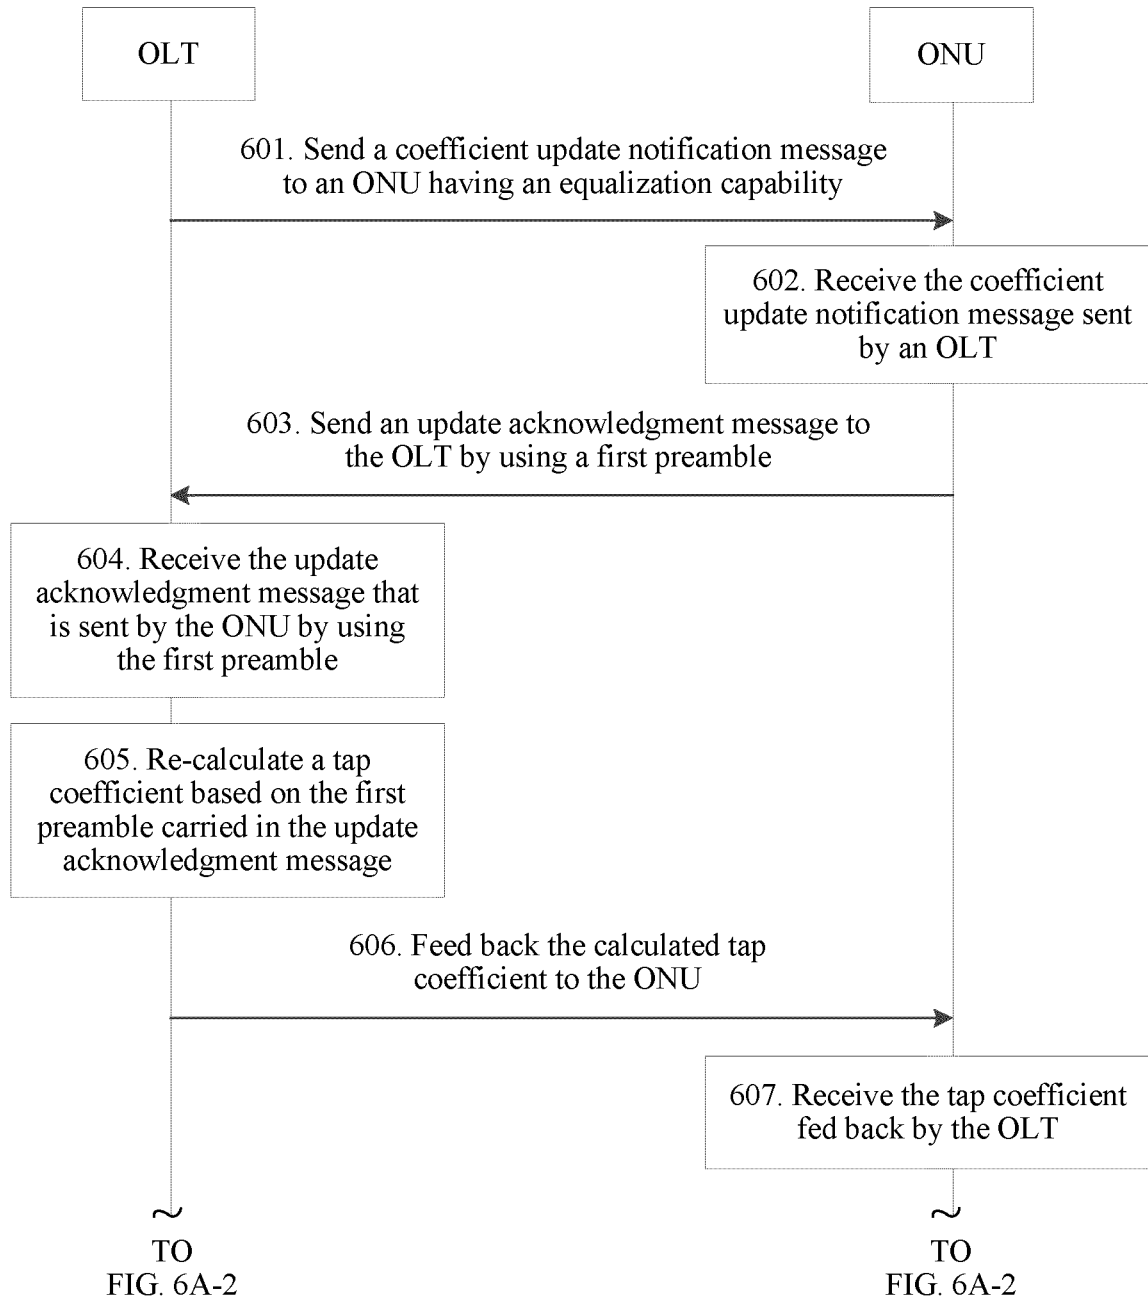 OLT
ONU
601. Send a coefficient update notification message
to an ONU having an equalization capability
602. Receive the coefficient
update notification message sent
by an OLT
603. Send an update acknowledgment message to
the OLT by using a first preamble
604. Receive the update
acknowledgment message that
is sent by the ONU by using
the first preamble
605. Re-calculate a tap
coefficient based on the first
preamble carried in the update
acknowledgment message
606. Feed back the calculated tap
coefficient to the ONU
607. Receive the tap coefficient
fed back by the OLT
TO
FIG. 6A-2
TO
FIG. 6A-2